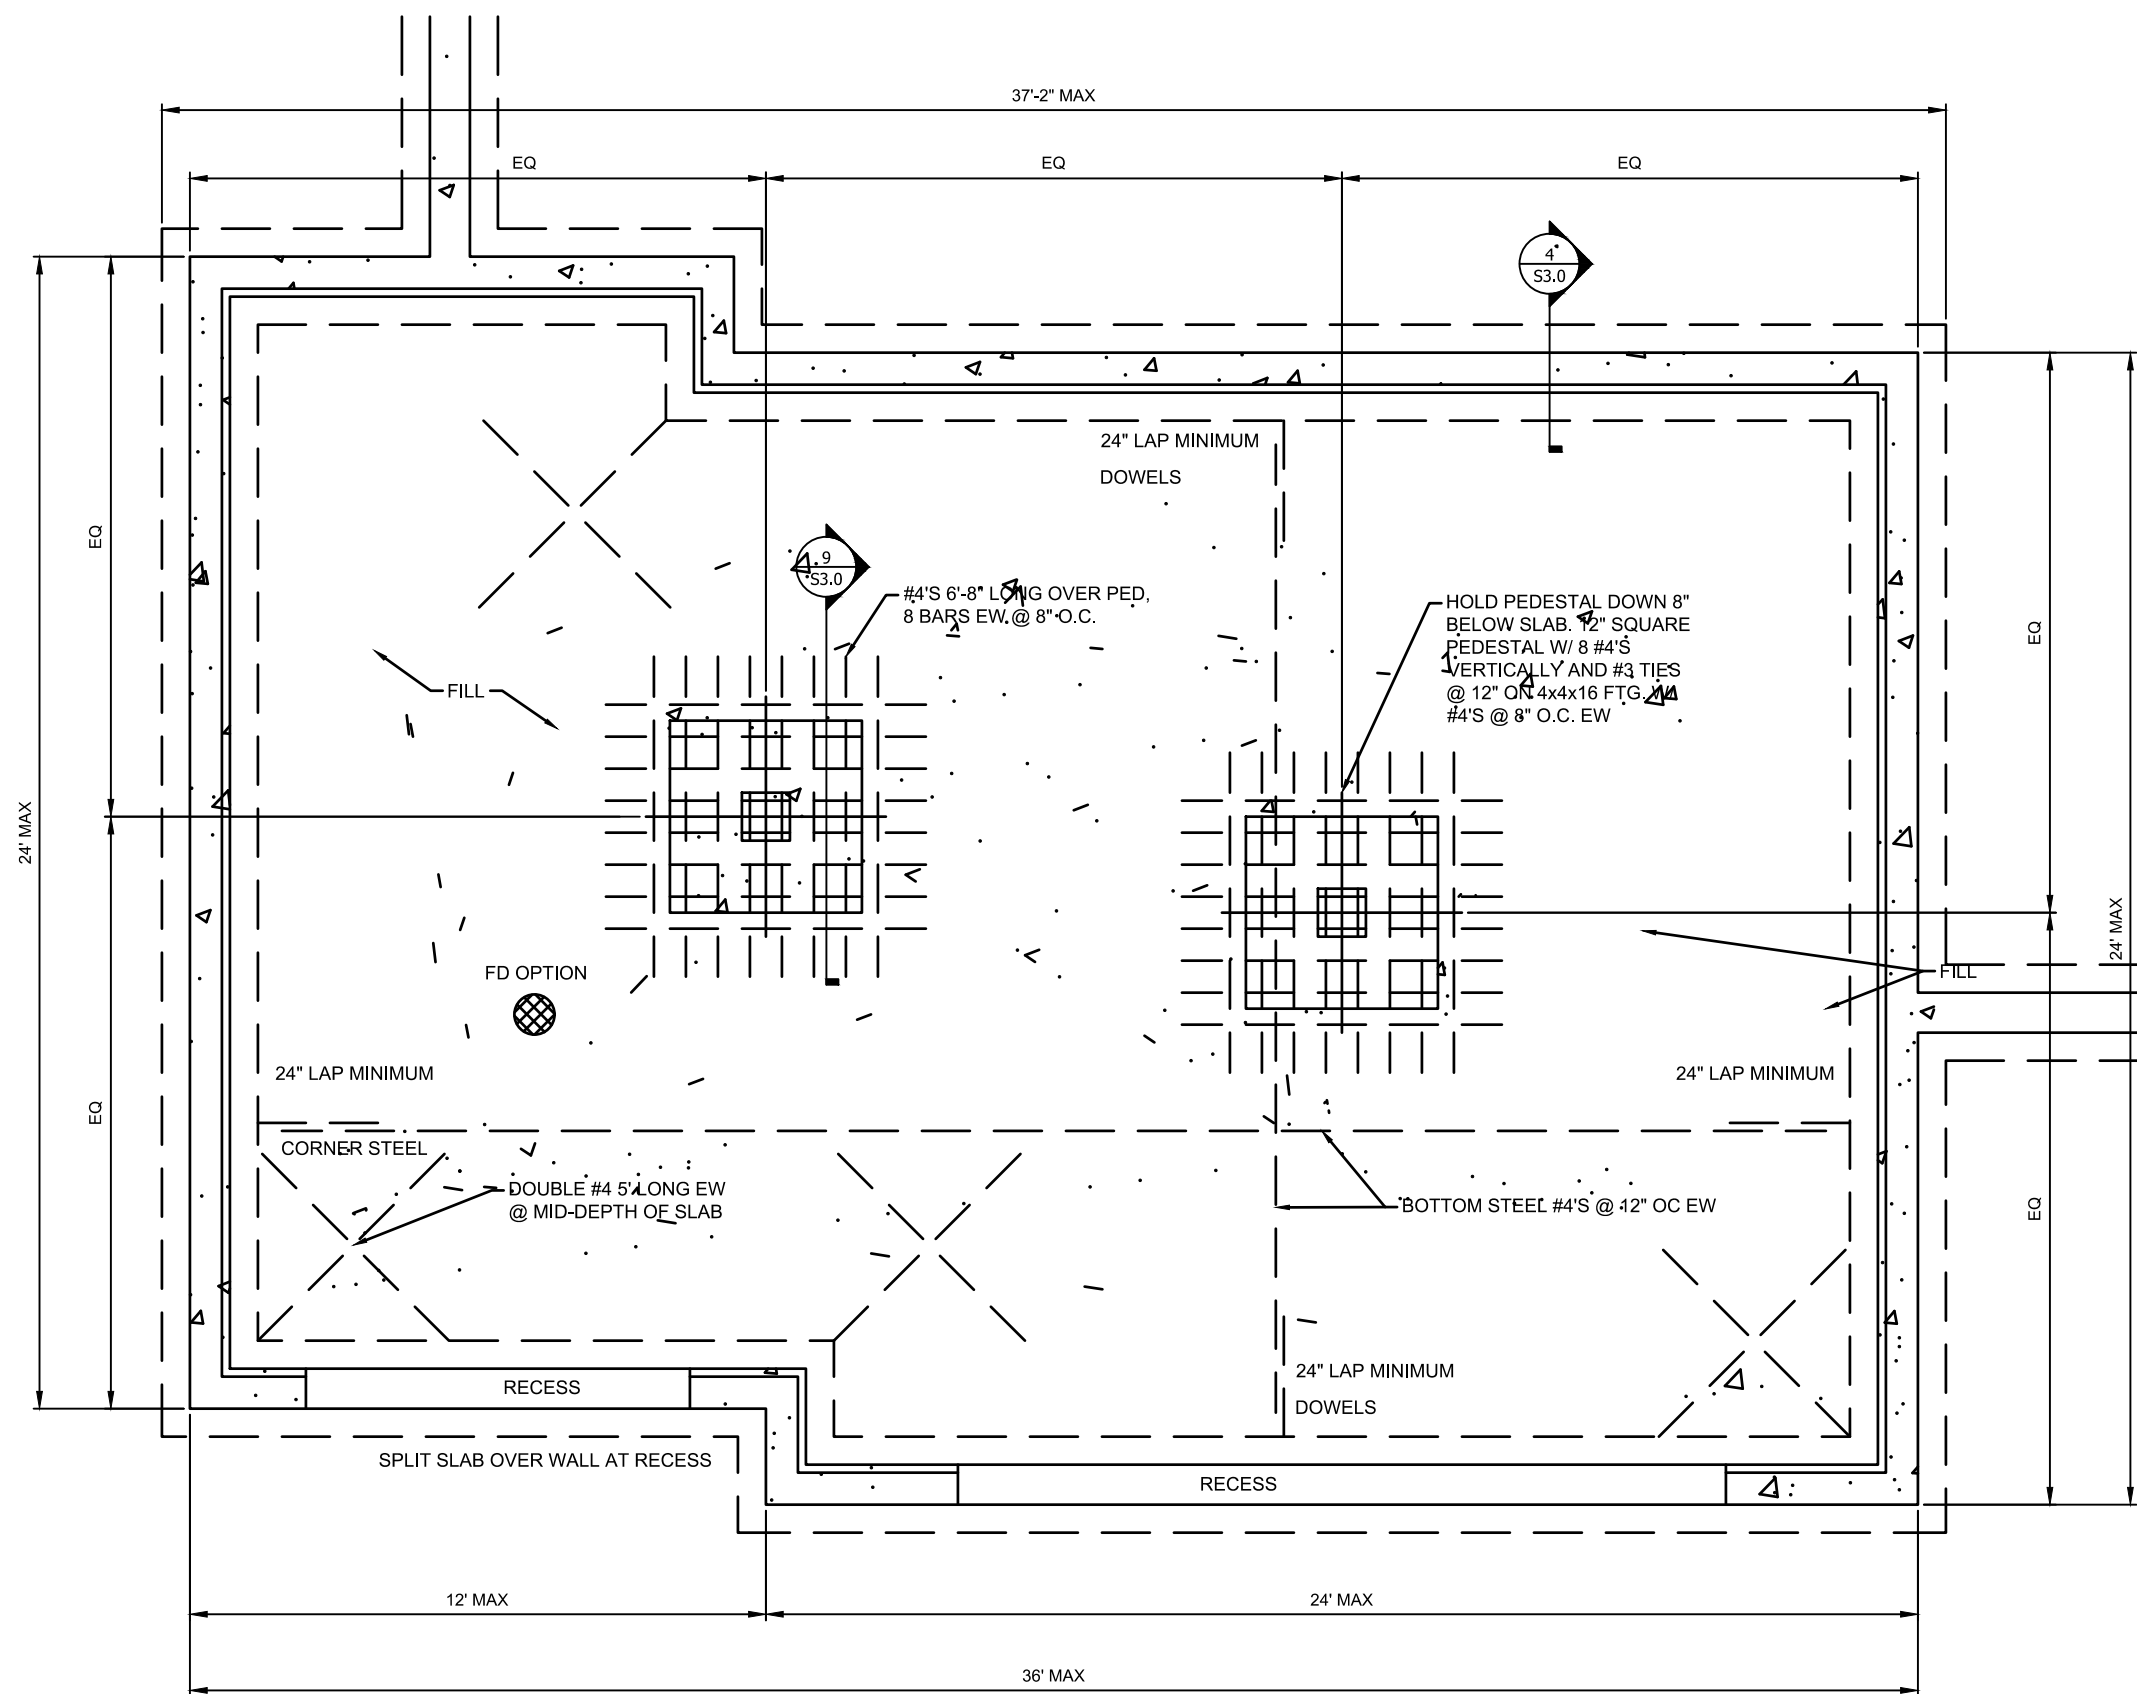 37'-2" MAX
EQ
EQ
EQ
4
S3.0
24" LAP MINIMUM
DOWELS
EQ
9
S3.0
#4'S 6'-8" LONG OVER PED,
8 BARS EW @ 8" O.C.
HOLD PEDESTAL DOWN 8"
BELOW SLAB. 12" SQUARE
PEDESTAL W/ 8 #4'S
VERTICALLY AND #3 TIES
@ 12" ON 4x4x16 FTG. W/
#4'S @ 8" O.C. EW
EQ
FILL
24' MAX
24' MAX
FILL
FD OPTION
24" LAP MINIMUM
24" LAP MINIMUM
EQ
CORNER STEEL
DOUBLE #4 5' LONG EW
@ MID-DEPTH OF SLAB
BOTTOM STEEL #4'S @ 12" OC EW
EQ
24" LAP MINIMUM
DOWELS
RECESS
SPLIT SLAB OVER WALL AT RECESS
RECESS
12' MAX
24' MAX
36' MAX